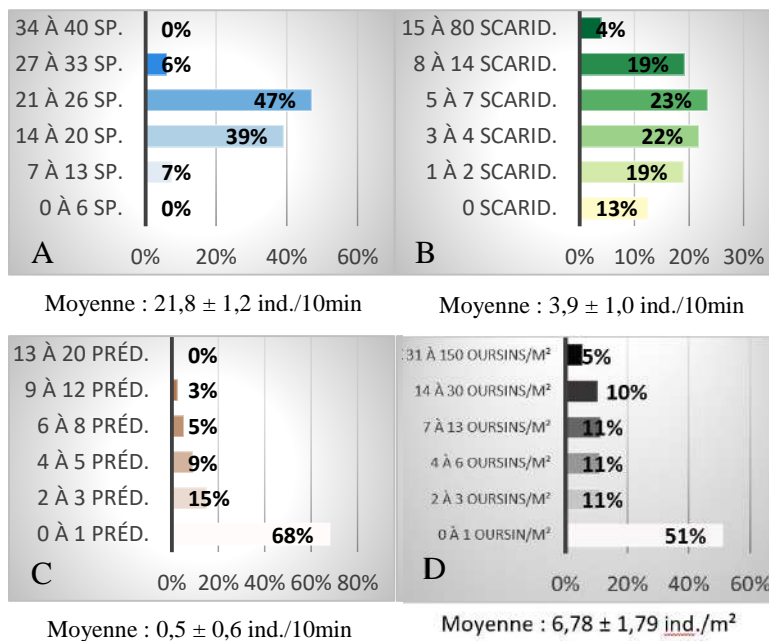 34 À 40 SP. 0%
27 À 33 SP. 6%
21 À 26 SP. 47%
14 À 20 SP. 39%
7 À 13 SP. 7%
0 À 6 SP. 0%
A
0% 20% 40% 60%
Moyenne : 21,8 ± 1,2 ind./10min
15 À 80 SCARID. 4%
8 À 14 SCARID. 19%
5 À 7 SCARID. 23%
3 À 4 SCARID. 22%
1 À 2 SCARID. 19%
0 SCARID. 13%
B
0% 10% 20% 30%
Moyenne : 3,9 ± 1,0 ind./10min
13 À 20 PRÉD. 0%
9 À 12 PRÉD. 3%
6 À 8 PRÉD. 5%
4 À 5 PRÉD. 9%
2 À 3 PRÉD. 15%
0 À 1 PRÉD. 68%
C
0% 20% 40% 60% 80%
Moyenne : 0,5 ± 0,6 ind./10min
31 À 150 OURSINS/M² 5%
14 À 30 OURSINS/M² 10%
7 À 13 OURSINS/M² 11%
4 À 6 OURSINS/M² 11%
2 À 3 OURSINS/M² 11%
0 À 1 OURSIN/M² 51%
D
0% 20% 40% 60%
Moyenne : 6,78 ± 1,79 ind./m²